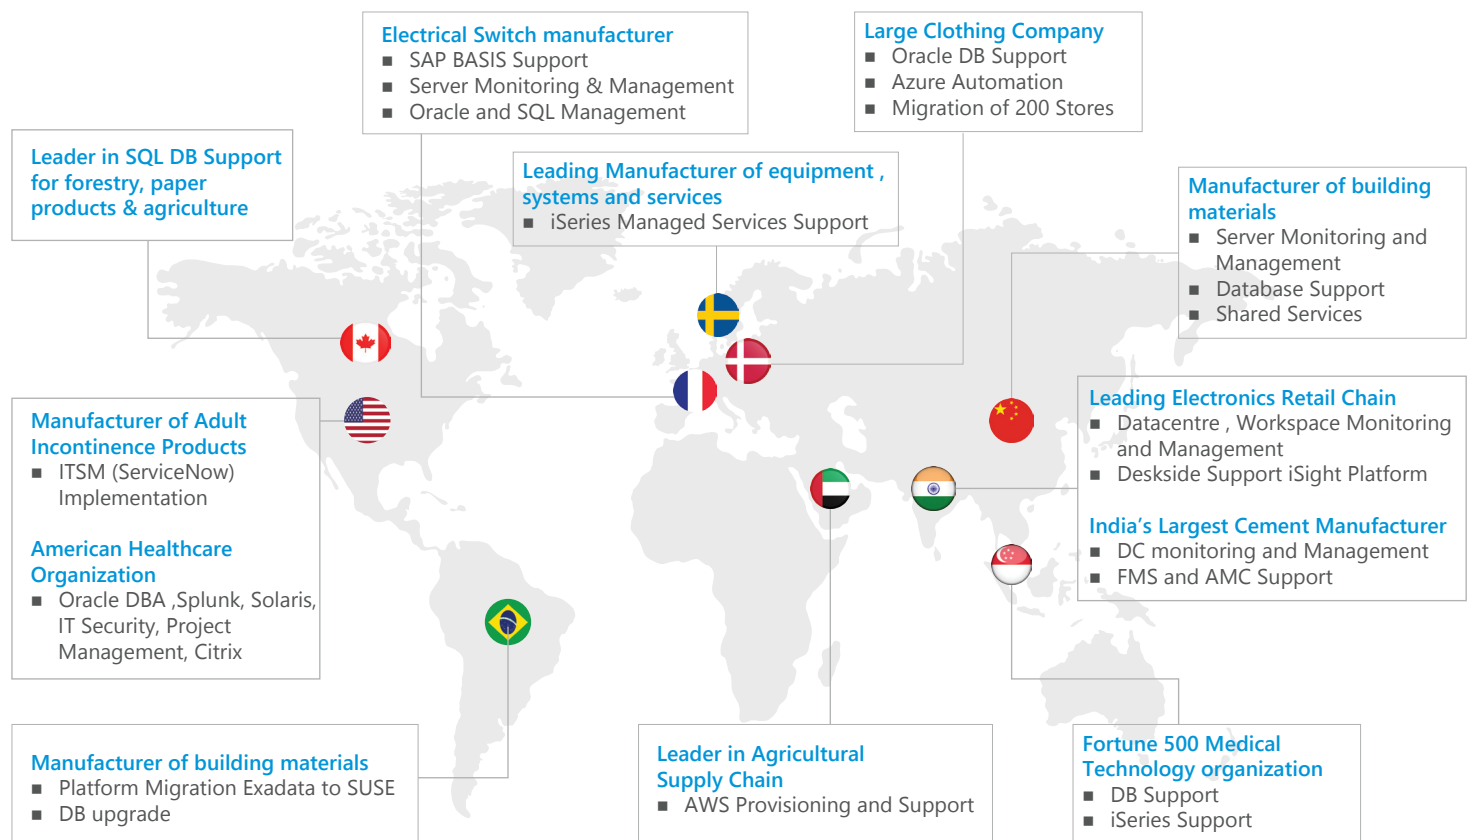 Electrical Switch manufacturer
■ SAP BASIS Support
■ Server Monitoring & Management
■ Oracle and SQL Management
Large Clothing Company
■ Oracle DB Support
■ Azure Automation
■ Migration of 200 Stores
Leader in SQL DB Support
for forestry, paper
products & agriculture
Leading Manufacturer of equipment ,
systems and services
■ iSeries Managed Services Support
Manufacturer of building
materials
■ Server Monitoring and
Management
■ Database Support
■ Shared Services
Manufacturer of Adult
Incontinence Products
■ ITSM (ServiceNow)
Implementation
American Healthcare
Organization
■ Oracle DBA ,Splunk, Solaris,
IT Security, Project
Management, Citrix
Leading Electronics Retail Chain
■ Datacentre , Workspace Monitoring
and Management
■ Deskside Support iSight Platform
India’s Largest Cement Manufacturer
■ DC monitoring and Management
■ FMS and AMC Support
Manufacturer of building materials
■ Platform Migration Exadata to SUSE
■ DB upgrade
Leader in Agricultural
Supply Chain
■ AWS Provisioning and Support
Fortune 500 Medical
Technology organization
■ DB Support
■ iSeries Support